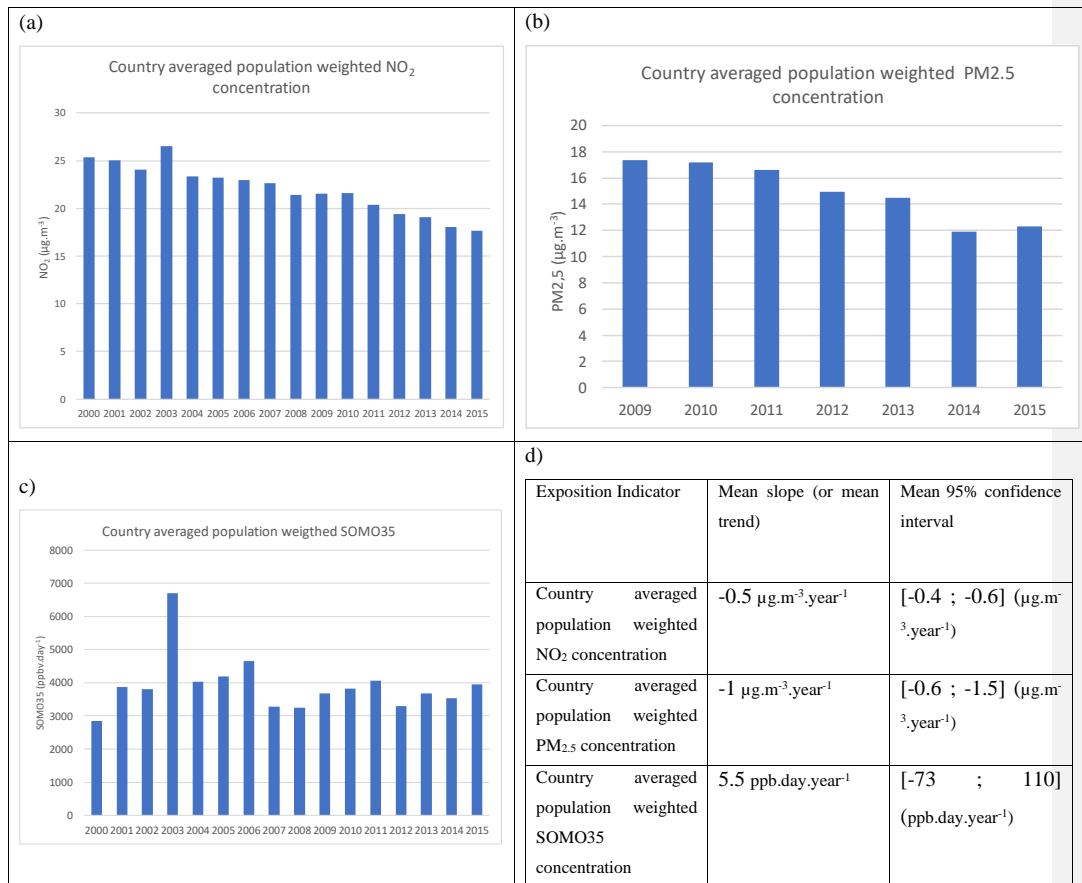 (a)
Country averaged population weighted NO₂
concentration
NO₂ (µg.m⁻³)
30
25
20
15
10
5
0
2000 2001 2002 2003 2004 2005 2006 2007 2008 2009 2010 2011 2012 2013 2014 2015
(b)
Country averaged population weighted PM2.5
concentration
PM2,5 (µg.m⁻³)
20
18
16
14
12
10
8
6
4
2
0
2009 2010 2011 2012 2013 2014 2015
c)
Country averaged population weigthed SOMO35
SOMO35 (ppbv.day⁻¹)
8000
7000
6000
5000
4000
3000
2000
1000
0
2000 2001 2002 2003 2004 2005 2006 2007 2008 2009 2010 2011 2012 2013 2014 2015
d)
Exposition Indicator
Mean slope (or mean
trend)
Mean 95% confidence
interval
Country averaged
population weighted
NO₂ concentration
-0.5 µg.m⁻³.year⁻¹
[-0.4 ; -0.6] (µg.m⁻
³.year⁻¹)
Country averaged
population weighted
PM₂.₅ concentration
-1 µg.m⁻³.year⁻¹
[-0.6 ; -1.5] (µg.m⁻
³.year⁻¹)
Country averaged
population weighted
SOMO35
concentration
5.5 ppb.day.year⁻¹
[-73 ; 110]
(ppb.day.year⁻¹)